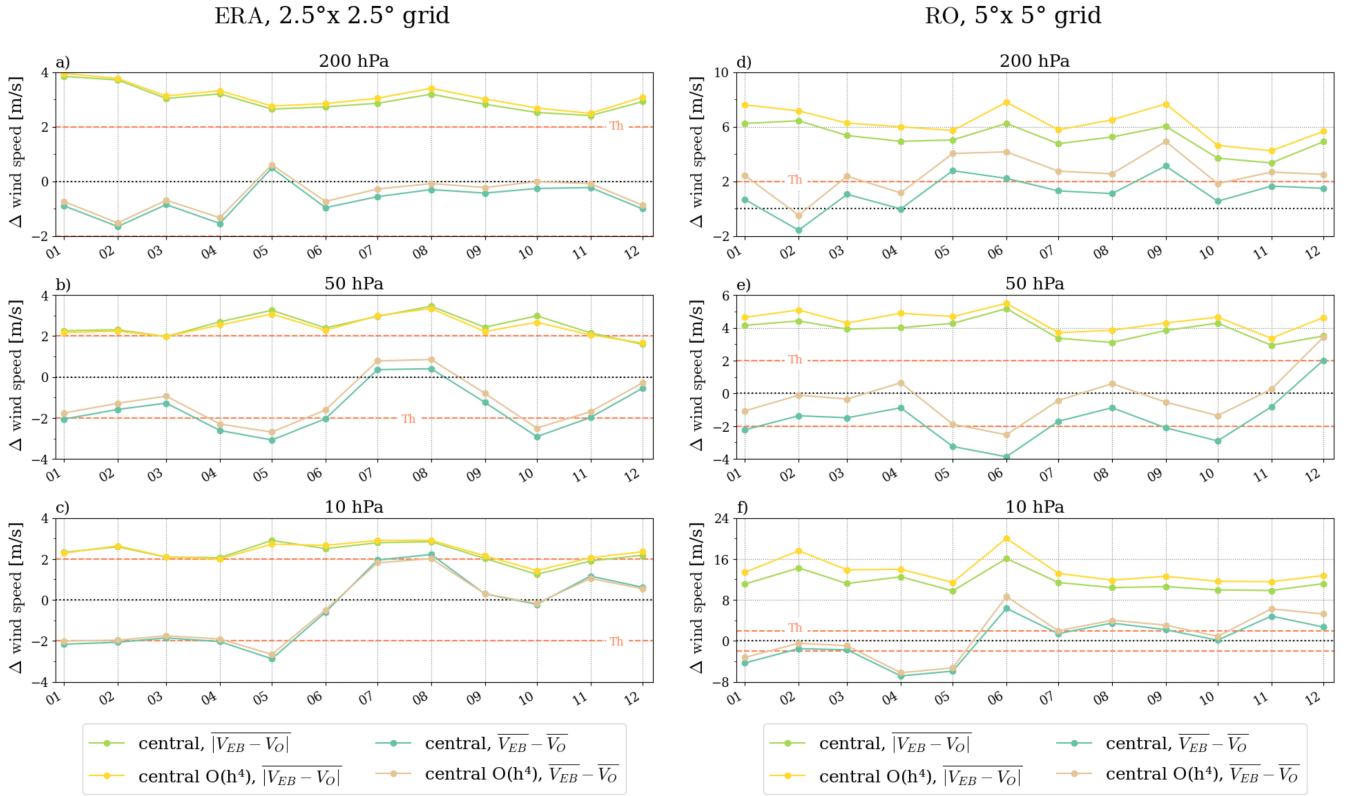 ERA, 2.5°x 2.5° grid
RO, 5°x 5° grid
a)
200 hPa
Δ wind speed [m/s]
4
2
0
−2
Th
01
02
03
04
05
06
07
08
09
10
11
12
b)
50 hPa
Δ wind speed [m/s]
4
2
0
−2
−4
Th
01
02
03
04
05
06
07
08
09
10
11
12
c)
10 hPa
Δ wind speed [m/s]
4
2
0
−2
−4
Th
01
02
03
04
05
06
07
08
09
10
11
12
d)
200 hPa
Δ wind speed [m/s]
10
6
2
−2
Th
01
02
03
04
05
06
07
08
09
10
11
12
e)
50 hPa
Δ wind speed [m/s]
6
4
2
0
−2
−4
Th
01
02
03
04
05
06
07
08
09
10
11
12
f)
10 hPa
Δ wind speed [m/s]
24
16
8
0
−8
Th
01
02
03
04
05
06
07
08
09
10
11
12
central, |V_EB − V_O|
central O(h⁴), |V_EB − V_O|
central, V_EB − V_O
central O(h⁴), V_EB − V_O
central, |V_EB − V_O|
central O(h⁴), |V_EB − V_O|
central, V_EB − V_O
central O(h⁴), V_EB − V_O